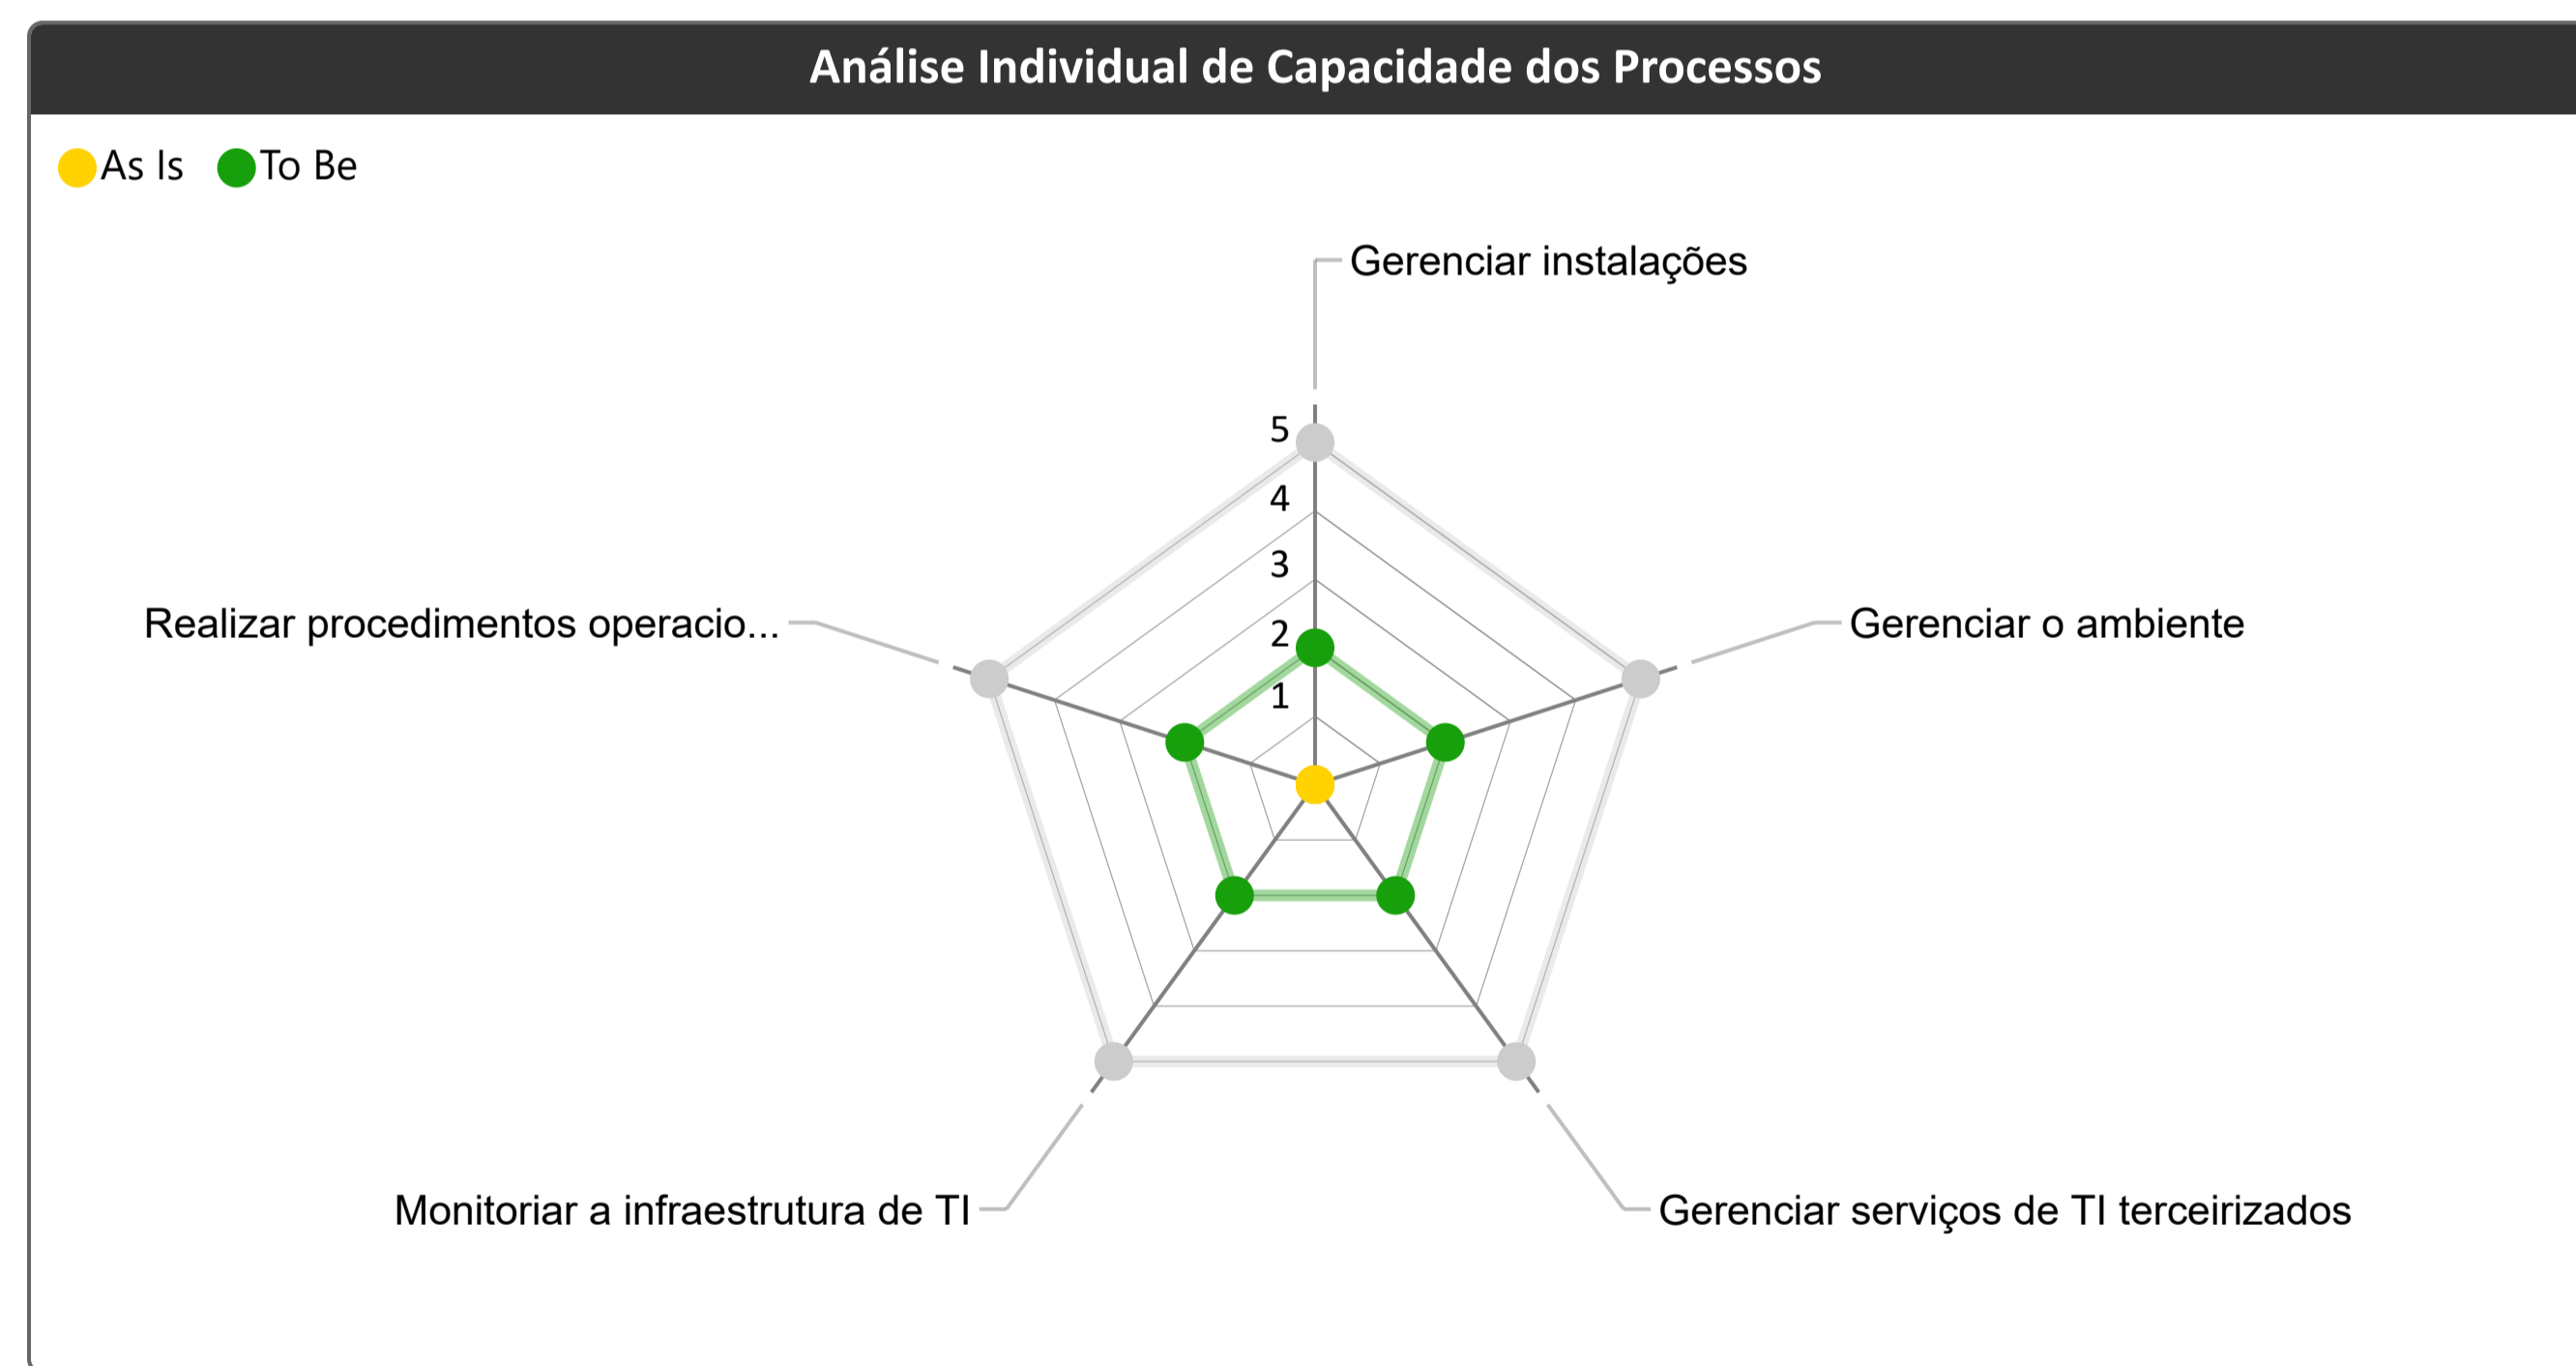 Análise Individual de Capacidade dos Processos
As Is To Be
Gerenciar instalações
5
4
3
2
1
Realizar procedimentos operacio...
Gerenciar o ambiente
Monitoriar a infraestrutura de TI
Gerenciar serviços de TI terceirizados